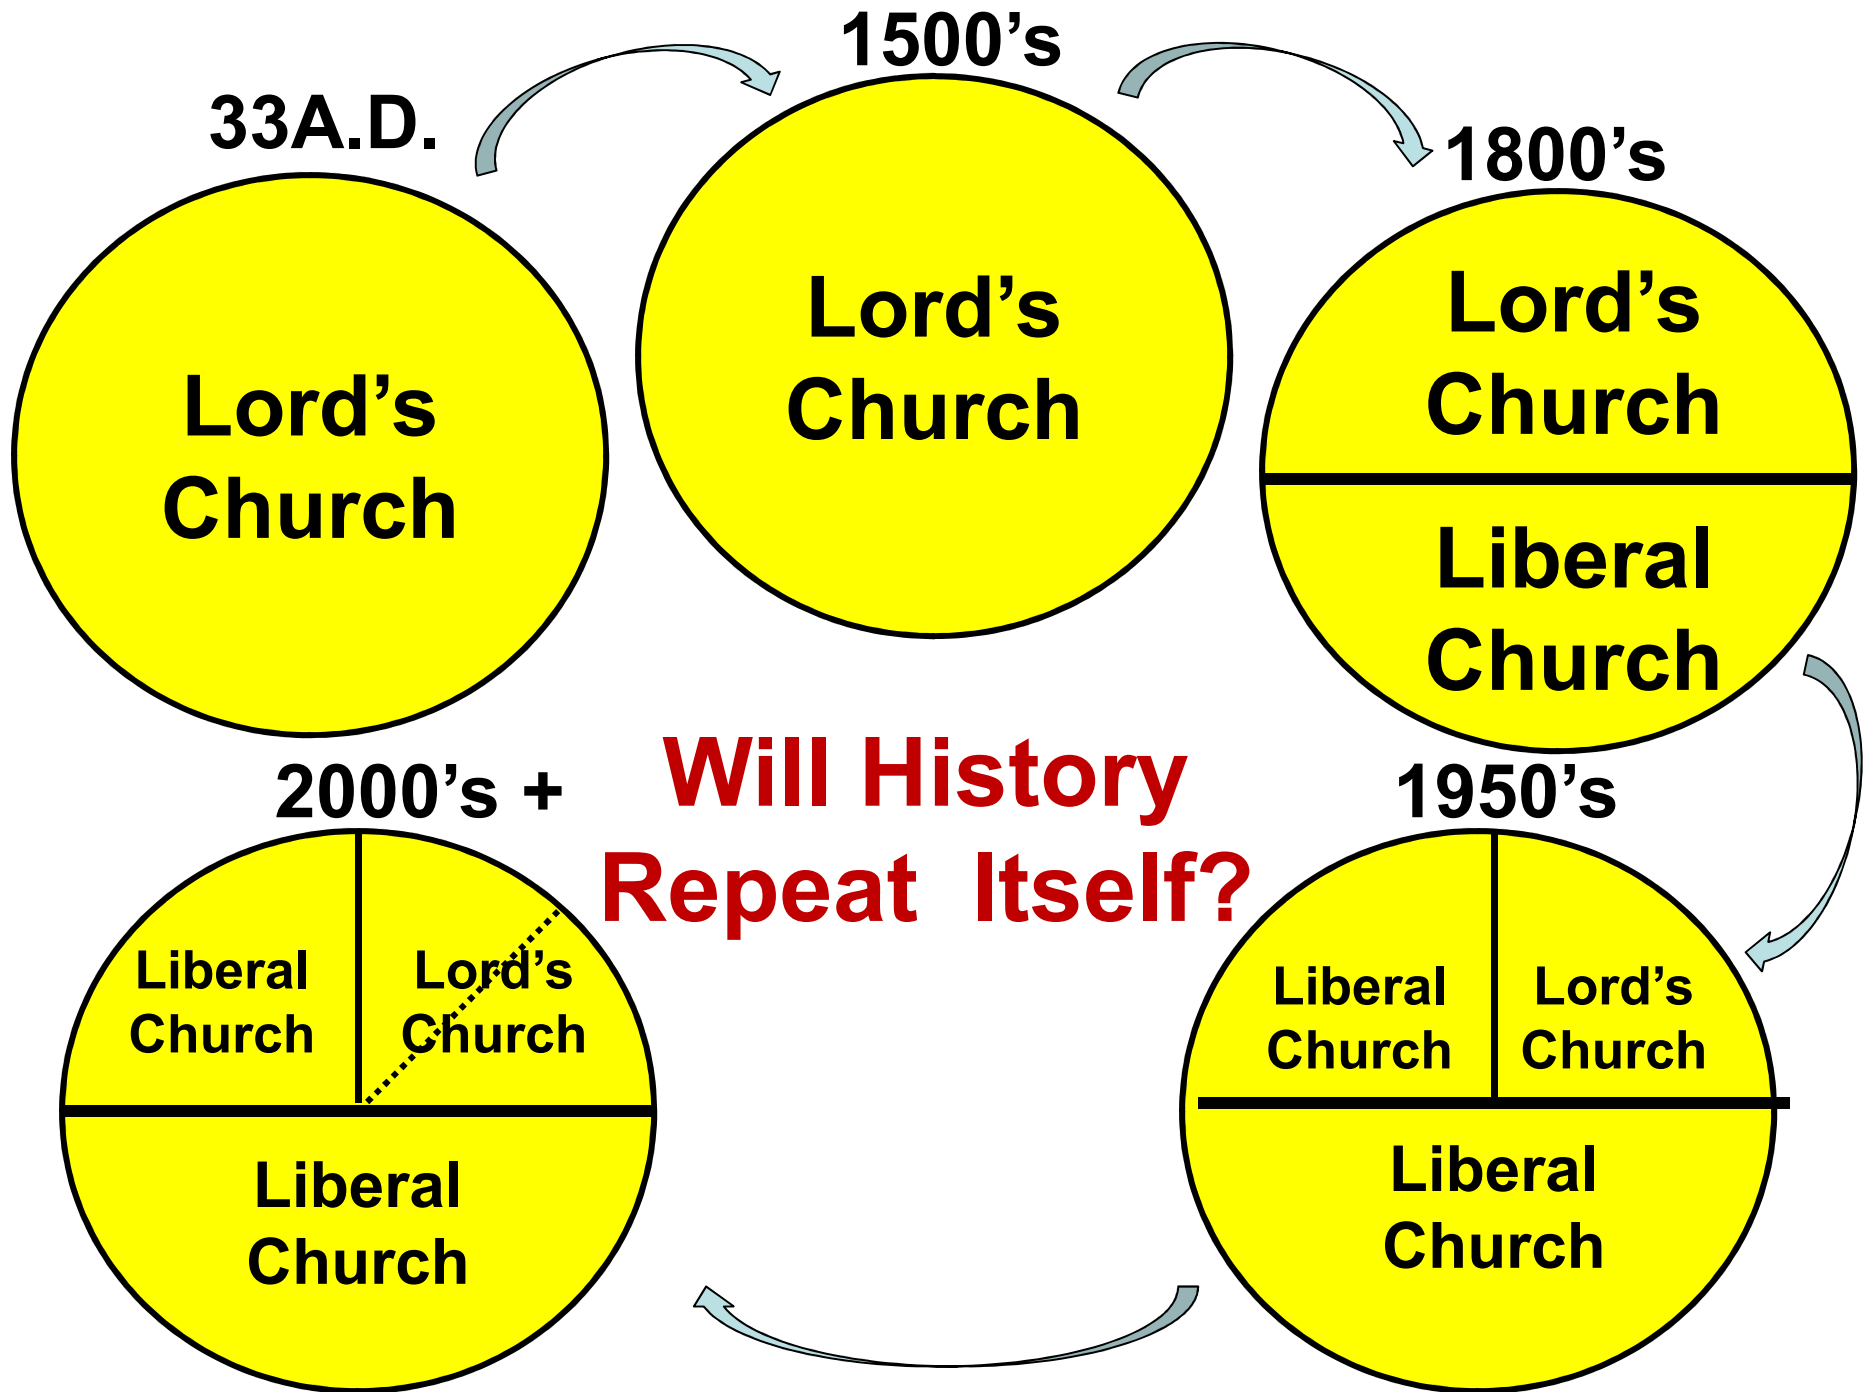 33A.D.
Lord’s
Church
1500’s
Lord’s
Church
1800’s
Lord’s
Church
Liberal
Church
1950’s
Liberal
Church
Lord’s
Church
Liberal
Church
2000’s +
Liberal
Church
Lord’s
Church
Liberal
Church
Will History
Repeat Itself?